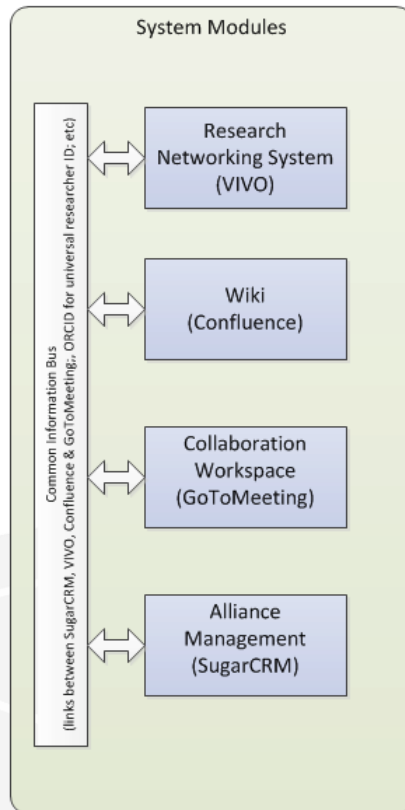 System Modules
Common Information Bus
(links between SugarCRM, VIVO, Confluence & GoToMeeting;, ORCID for universal researcher ID; etc)
Research
Networking System
(VIVO)
Wiki
(Confluence)
Collaboration
Workspace
(GoToMeeting)
Alliance
Management
(SugarCRM)